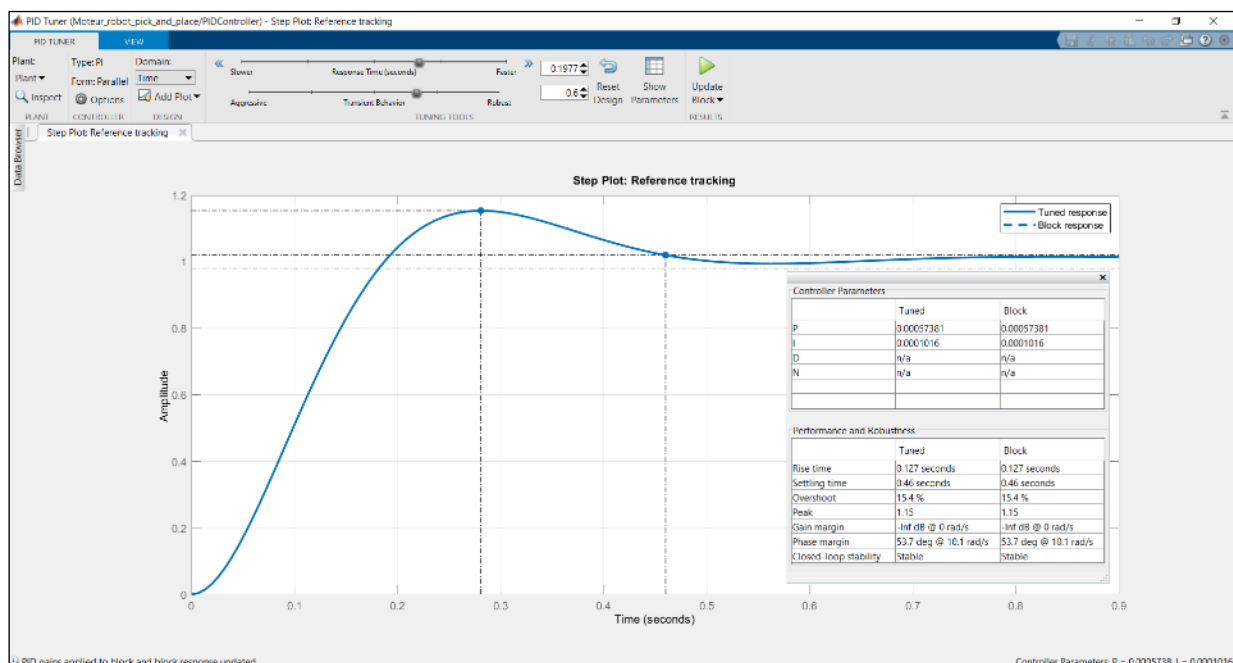 PID Tuner (Moteur_robot_pick_and_place/PIDController) - Step Plot: Reference tracking
PID TUNER VIEW
Plant: Type: PI Domain:
Plant Form: Parallel Time
Inspect Options Add Plot
Slower Response Time (seconds) Faster 0.1977
Aggressive Transient Behavior Robust 0.6
Reset Design
Show Parameters
Update Block
PLANT CONTROLLER DESIGN TUNING TOOLS RESULTS
Data Browser
Step Plot: Reference tracking
Step Plot: Reference tracking
Tuned response
Block response
Amplitude
1.2
1
0.8
0.6
0.4
0.2
0
0 0.1 0.2 0.3 0.4 0.5 0.6 0.7 0.8 0.9
Time (seconds)
Controller Parameters
Tuned Block
P 0.00057381 0.00057381
I 0.0001016 0.0001016
D n/a n/a
N n/a n/a
Performance and Robustness
Tuned Block
Rise time 0.127 seconds 0.127 seconds
Settling time 0.46 seconds 0.46 seconds
Overshoot 15.4 % 15.4 %
Peak 1.15 1.15
Gain margin -Inf dB @ 0 rad/s -Inf dB @ 0 rad/s
Phase margin 53.7 deg @ 10.1 rad/s 53.7 deg @ 10.1 rad/s
Closed-loop stability Stable Stable
PID gains applied to block and block response updated
Controller Parameters: P = 0.0005738, I = 0.0001016